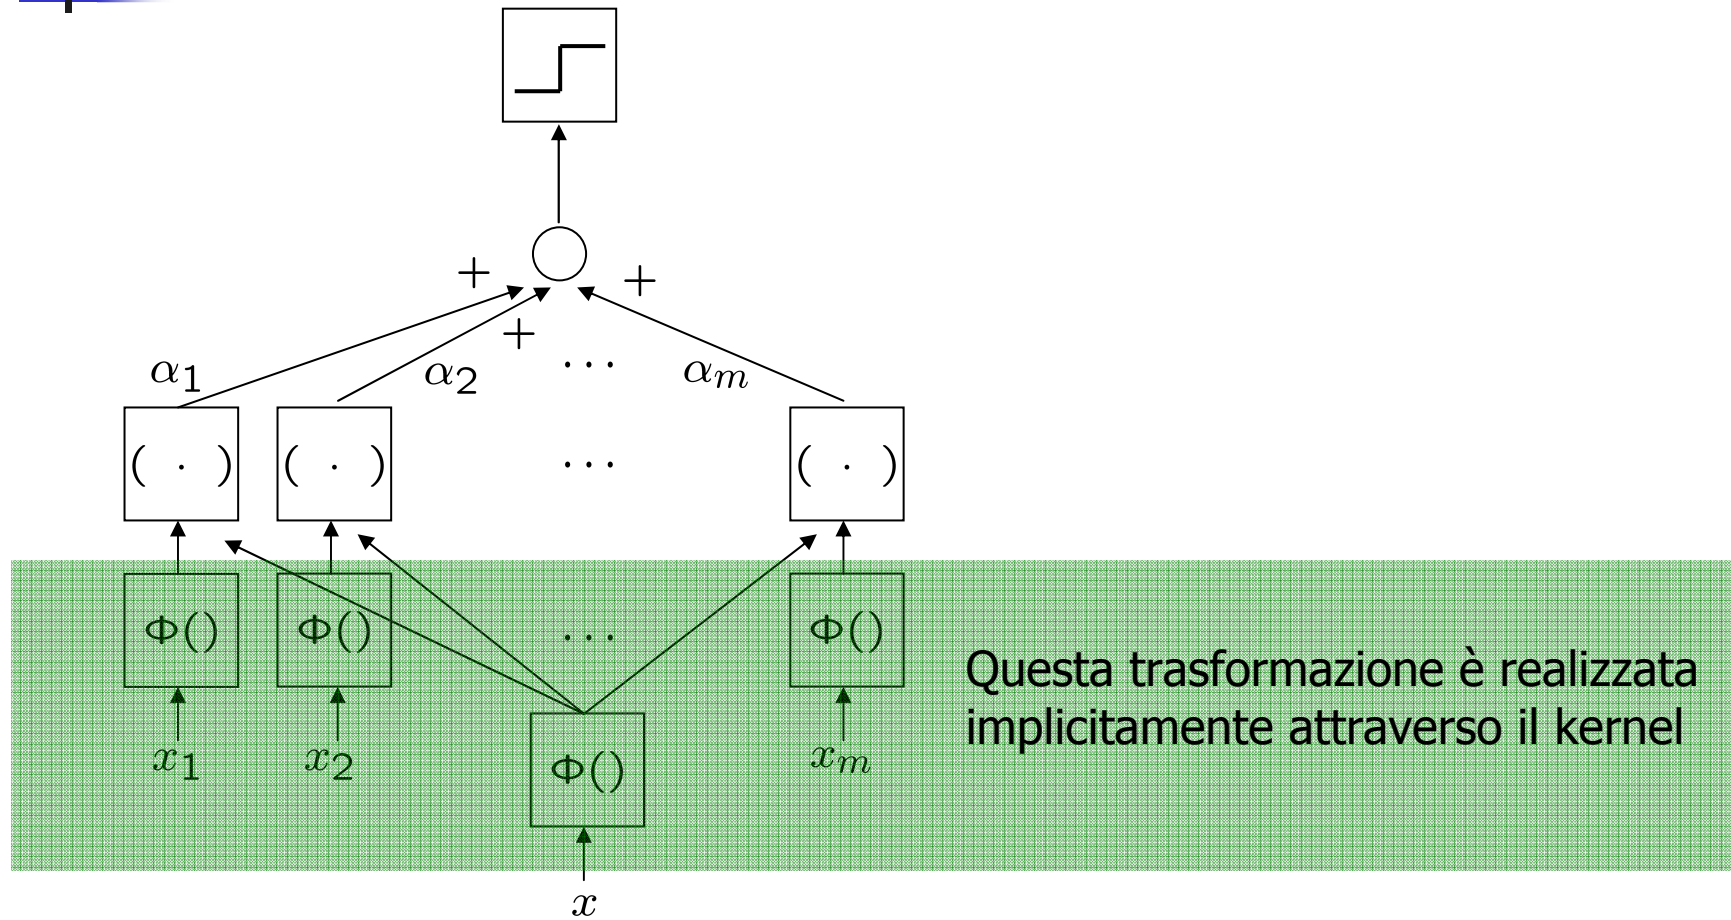 + +
+
α1 α2 ... αm
( . ) ( . ) ... ( . )
Φ() Φ() ... Φ()
Questa trasformazione è realizzata
implicitamente attraverso il kernel
x1 x2 Φ() xm
x